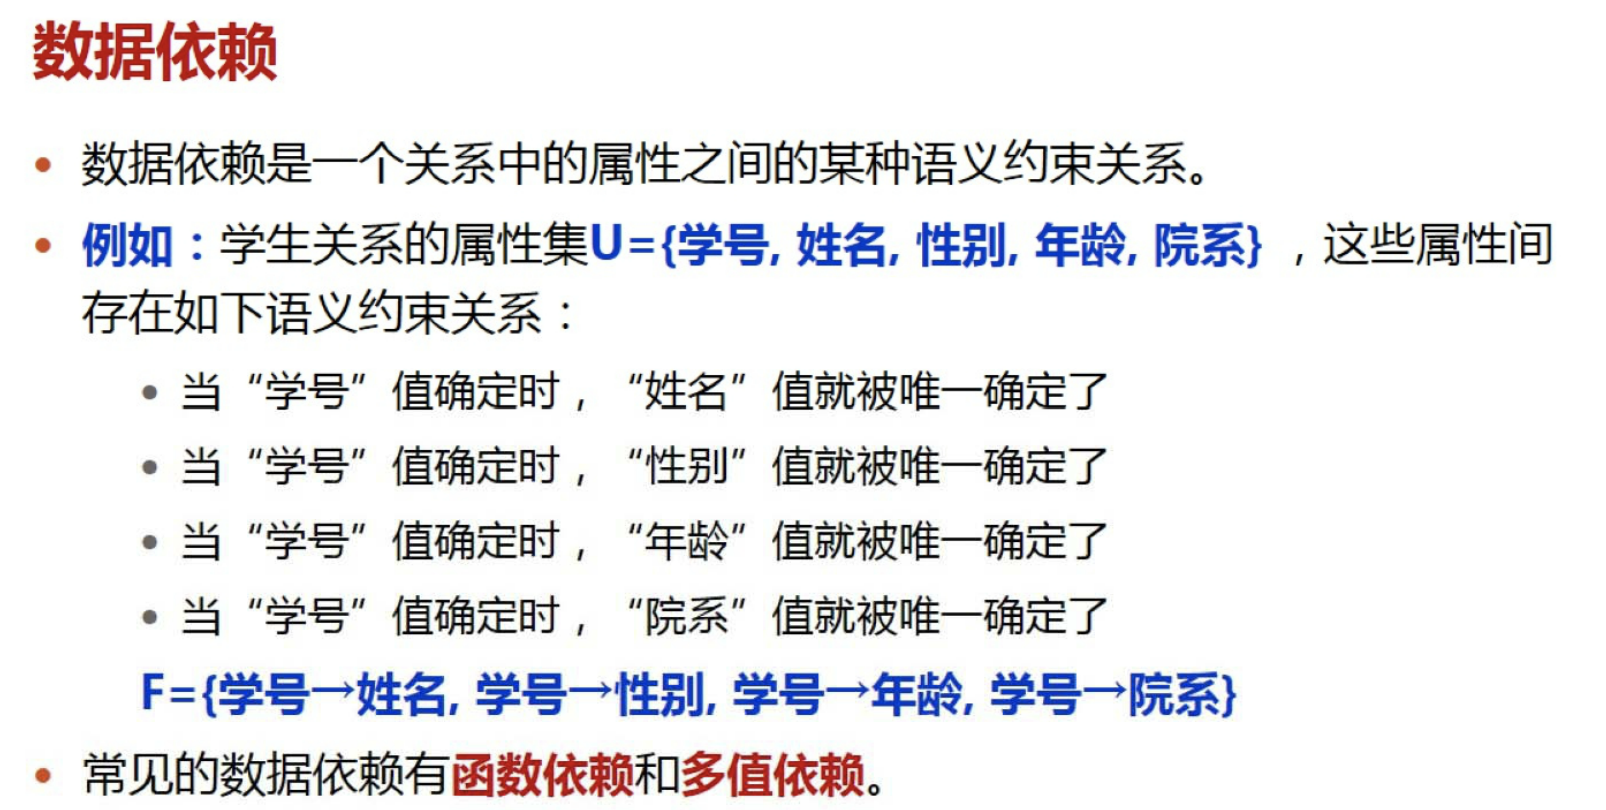 数据依赖
• 数据依赖是一个关系中的属性之间的某种语义约束关系。
• 例如：学生关系的属性集U={学号, 姓名, 性别, 年龄, 院系}，这些属性间
存在如下语义约束关系：
• 当“学号”值确定时，“姓名”值就被唯一确定了
• 当“学号”值确定时，“性别”值就被唯一确定了
• 当“学号”值确定时，“年龄”值就被唯一确定了
• 当“学号”值确定时，“院系”值就被唯一确定了
F={学号→姓名, 学号→性别, 学号→年龄, 学号→院系}
• 常见的数据依赖有函数依赖和多值依赖。